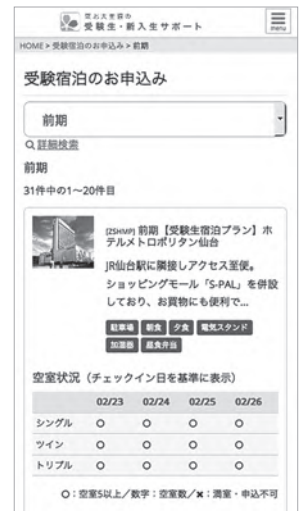 受験生・新入生サポート
menu
HOME > 受験宿泊のお申込み > 前期
受験宿泊のお申込み
前期
詳細検索
前期
31件中の1～20件目
[ZSHMP] 前期【受験生宿泊プラン】ホ
テルメトロポリタン仙台
JR仙台駅に隣接しアクセス至便。
ショッピングモール「S-PAL」を併設
しており、お買物にも便利で...
駐車場 朝食 夕食 電気スタンド
加湿器 昼食弁当
空室状況（チェックイン日を基準に表示）
02/23 02/24 02/25 02/26
シングル ○ ○ ○ ○
ツイン ○ ○ ○ ○
トリプル ○ ○ ○ ○
○：空室5以上／数字：空室数／✖：満室・申込不可